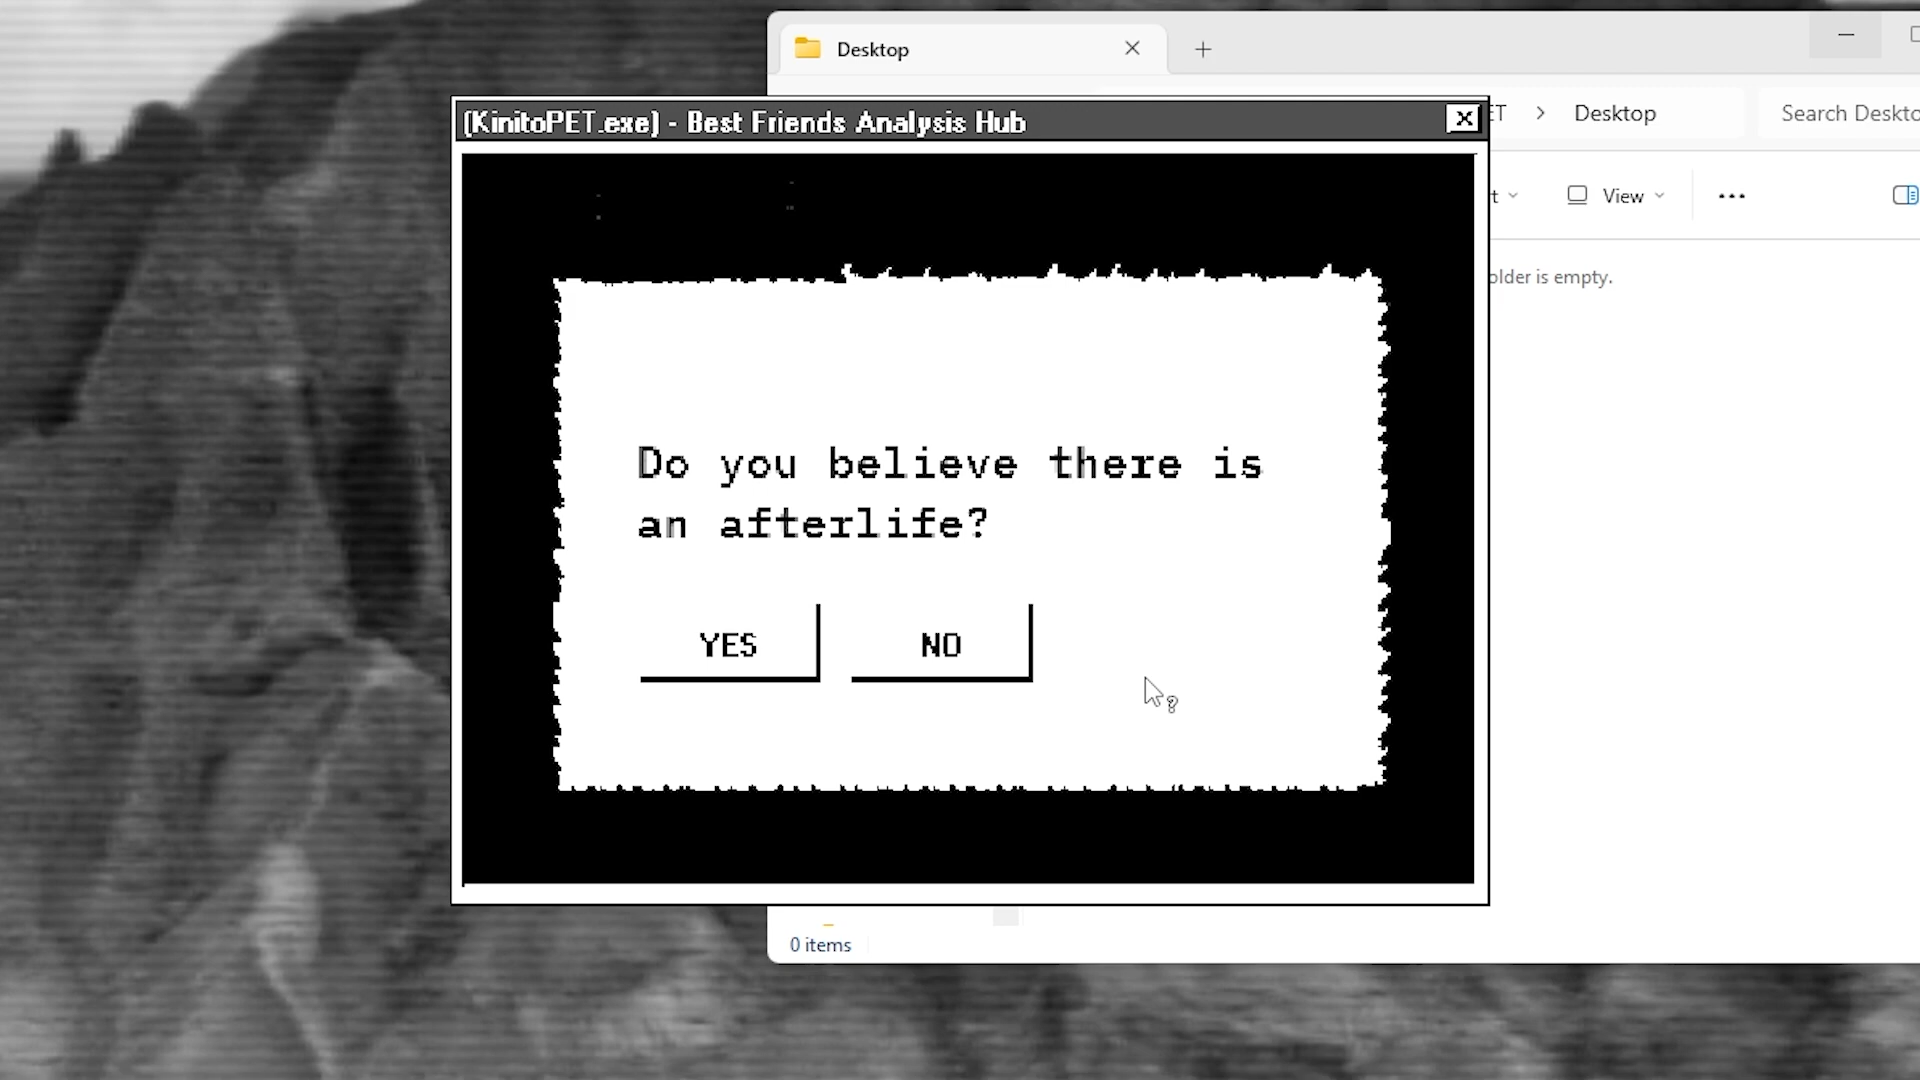 Desktop
(KinitoPET.exe) - Best Friends Analysis Hub
ET > Desktop
Search Deskto
t
View
older is empty.
Do you believe there is
an afterlife?
YES NO
0 items